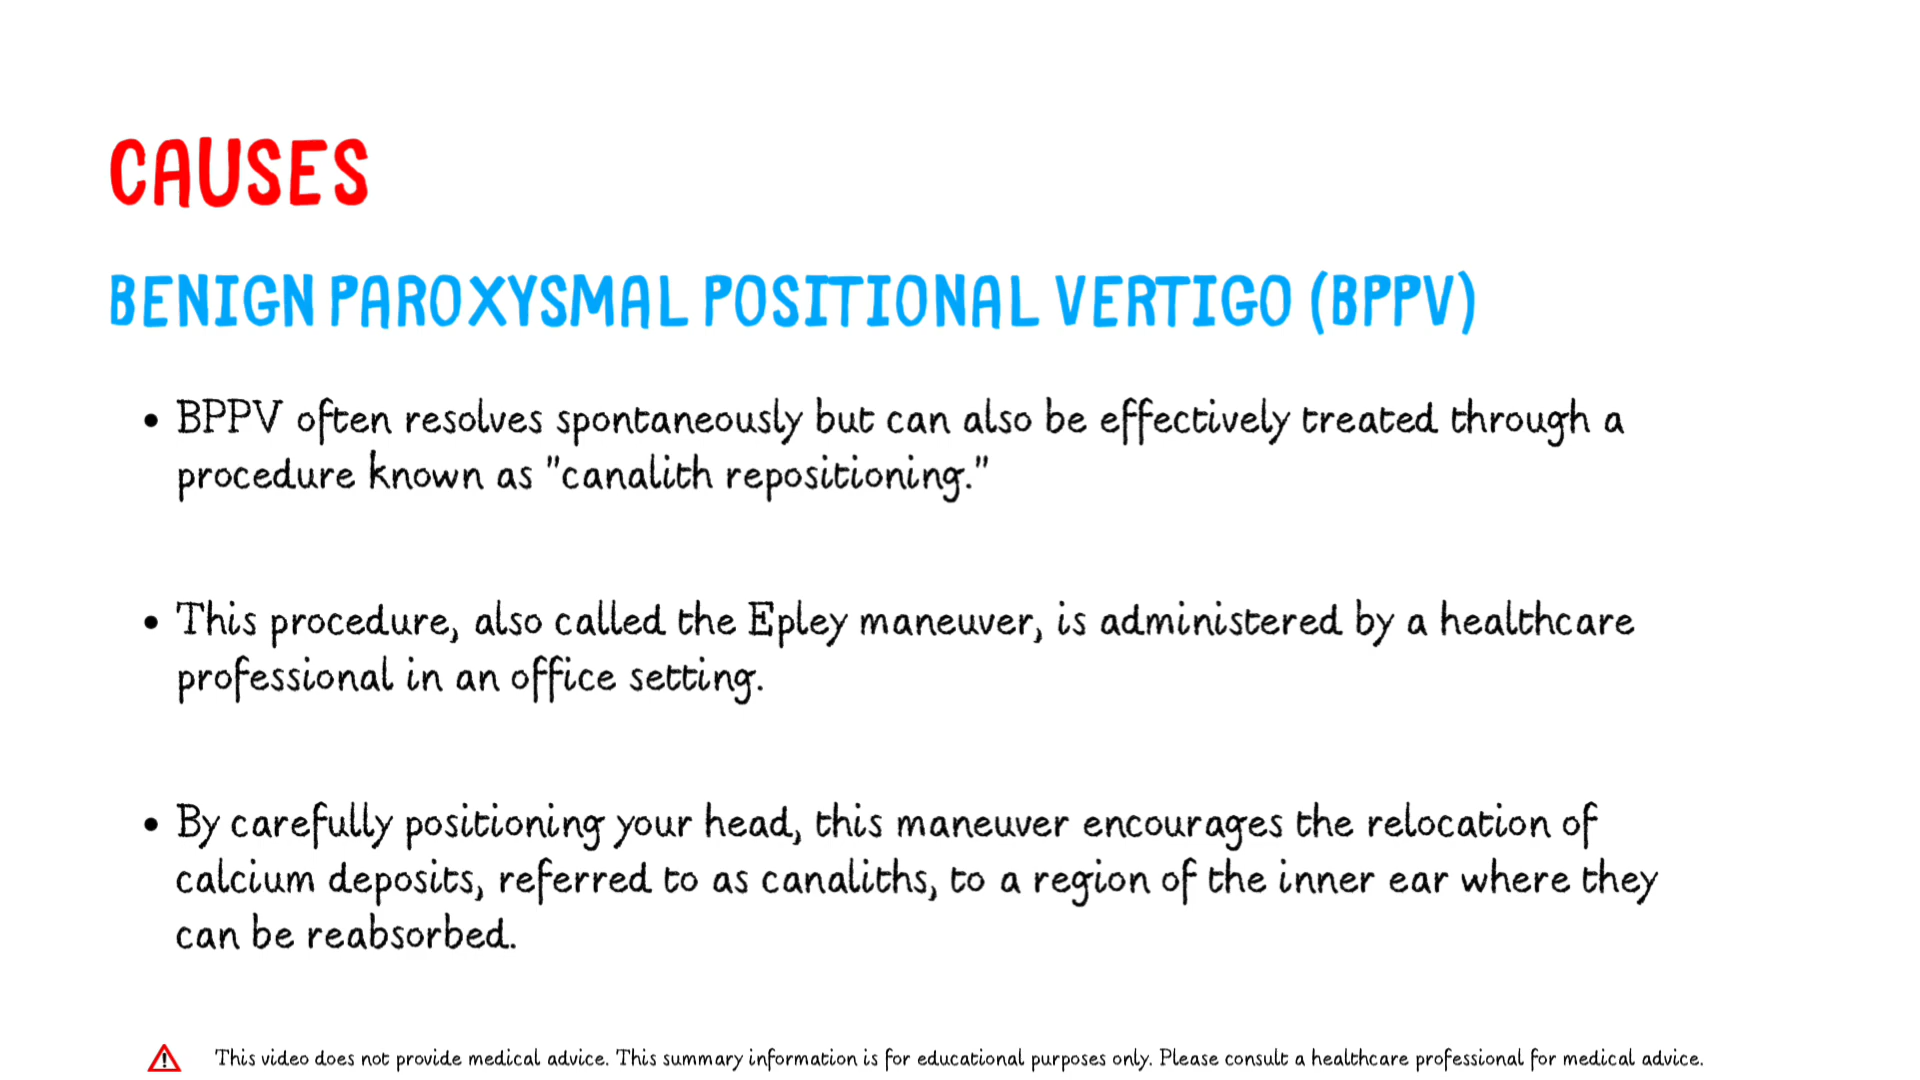 CAUSES
BENIGN PAROXYSMAL POSITIONAL VERTIGO (BPPV)
• BPPV often resolves spontaneously but can also be effectively treated through a
procedure known as "canalith repositioning."
• This procedure, also called the Epley maneuver, is administered by a healthcare
professional in an office setting.
• By carefully positioning your head, this maneuver encourages the relocation of
calcium deposits, referred to as canaliths, to a region of the inner ear where they
can be reabsorbed.
This video does not provide medical advice. This summary information is for educational purposes only. Please consult a healthcare professional for medical advice.